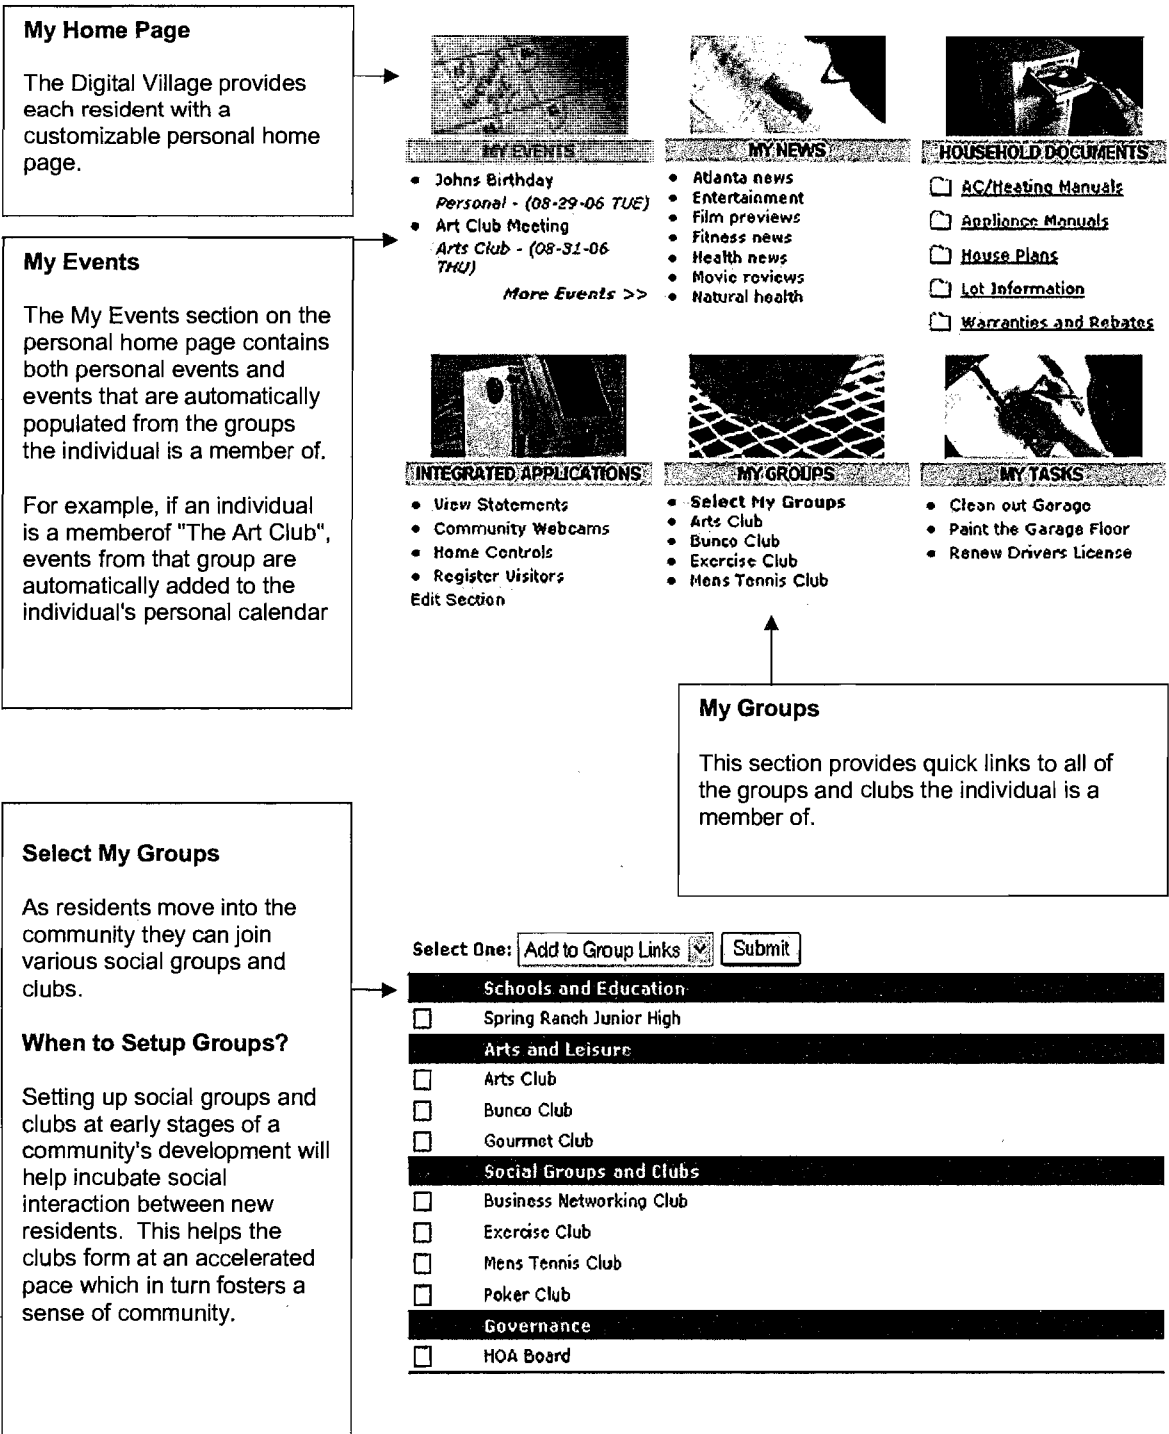 My Home Page
The Digital Village provides
each resident with a
customizable personal home
page.
My Events
The My Events section on the
personal home page contains
both personal events and
events that are automatically
populated from the groups
the individual is a member of.
For example, if an individual
is a memberof "The Art Club",
events from that group are
automatically added to the
individual's personal calendar
MY EVENTS
• Johns Birthday
Personal - (08-29-06 TUE)
• Art Club Meeting
Arts Club - (08-31-06
THU)
More Events >>
MY NEWS
• Atlanta news
• Entertainment
• Film previews
• Fitness news
• Health news
• Movie reviews
• Natural health
HOUSEHOLD DOCUMENTS
AC/Heating Manuals
Appliance Manuals
House Plans
Lot Information
Warranties and Rebates
INTEGRATED APPLICATIONS
• View Statements
• Community Webcams
• Home Controls
• Register Visitors
Edit Section
MY GROUPS
• Select My Groups
• Arts Club
• Bunco Club
• Exercise Club
• Mens Tennis Club
MY TASKS
• Clean out Garage
• Paint the Garage Floor
• Renew Drivers License
My Groups
This section provides quick links to all of
the groups and clubs the individual is a
member of.
Select My Groups
As residents move into the
community they can join
various social groups and
clubs.
When to Setup Groups?
Setting up social groups and
clubs at early stages of a
community's development will
help incubate social
interaction between new
residents. This helps the
clubs form at an accelerated
pace which in turn fosters a
sense of community.
Select One: Add to Group Links Submit
Schools and Education
Spring Ranch Junior High
Arts and Leisure
Arts Club
Bunco Club
Gourmet Club
Social Groups and Clubs
Business Networking Club
Exercise Club
Mens Tennis Club
Poker Club
Governance
HOA Board